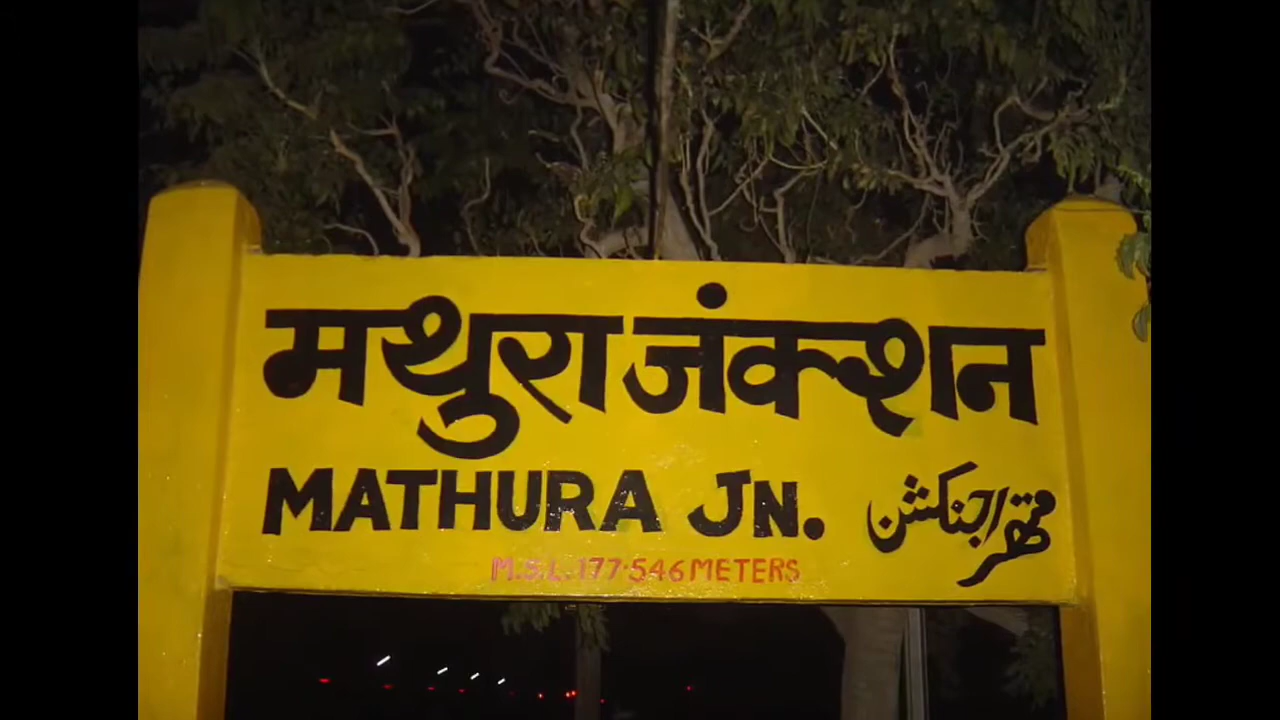 मथुरा जंक्शन
MATHURA JN.
متھرا جنکشن
M.S.L. 177.546 METERS